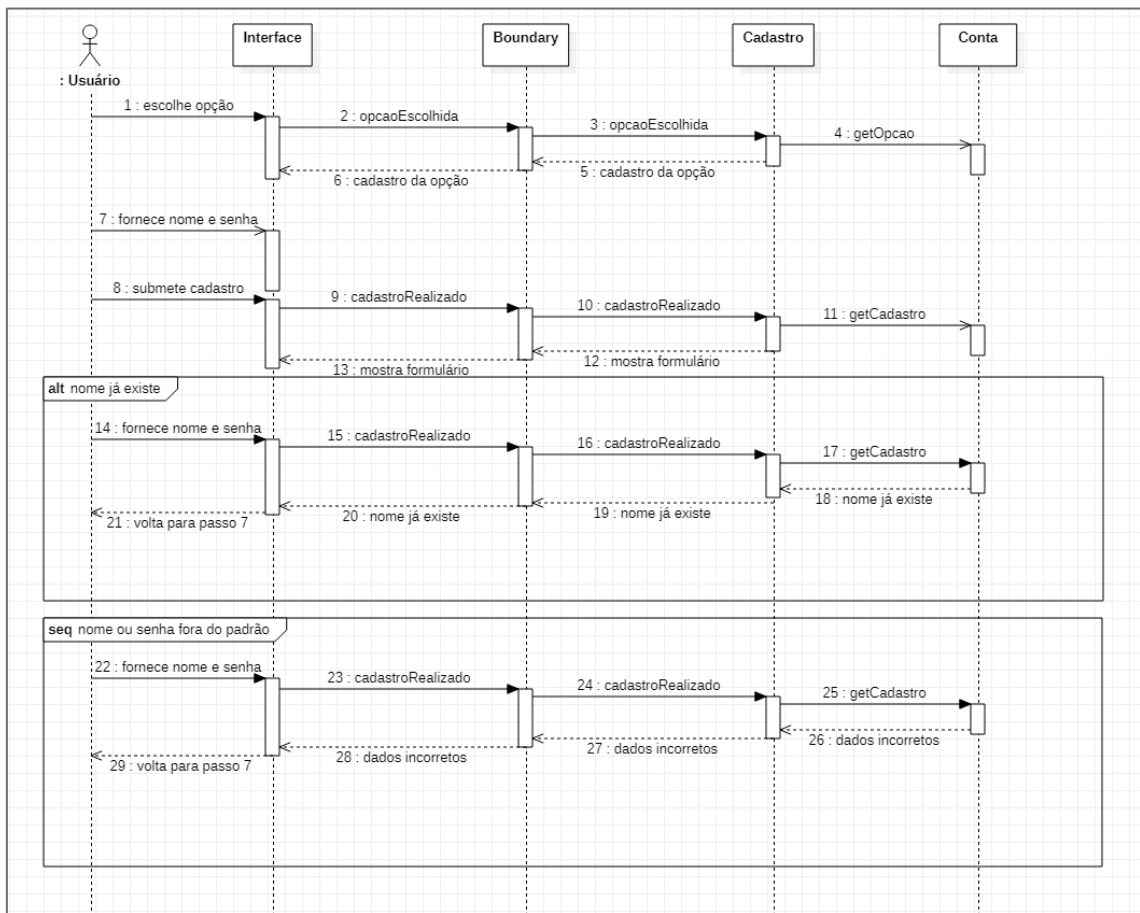 Interface
Boundary
Cadastro
Conta
: Usuário
1 : escolhe opção
2 : opcaoEscolhida
3 : opcaoEscolhida
4 : getOpcao
5 : cadastro da opção
6 : cadastro da opção
7 : fornece nome e senha
8 : submete cadastro
9 : cadastroRealizado
10 : cadastroRealizado
11 : getCadastro
12 : mostra formulário
13 : mostra formulário
alt nome já existe
14 : fornece nome e senha
15 : cadastroRealizado
16 : cadastroRealizado
17 : getCadastro
18 : nome já existe
19 : nome já existe
20 : nome já existe
21 : volta para passo 7
seq nome ou senha fora do padrão
22 : fornece nome e senha
23 : cadastroRealizado
24 : cadastroRealizado
25 : getCadastro
26 : dados incorretos
27 : dados incorretos
28 : dados incorretos
29 : volta para passo 7